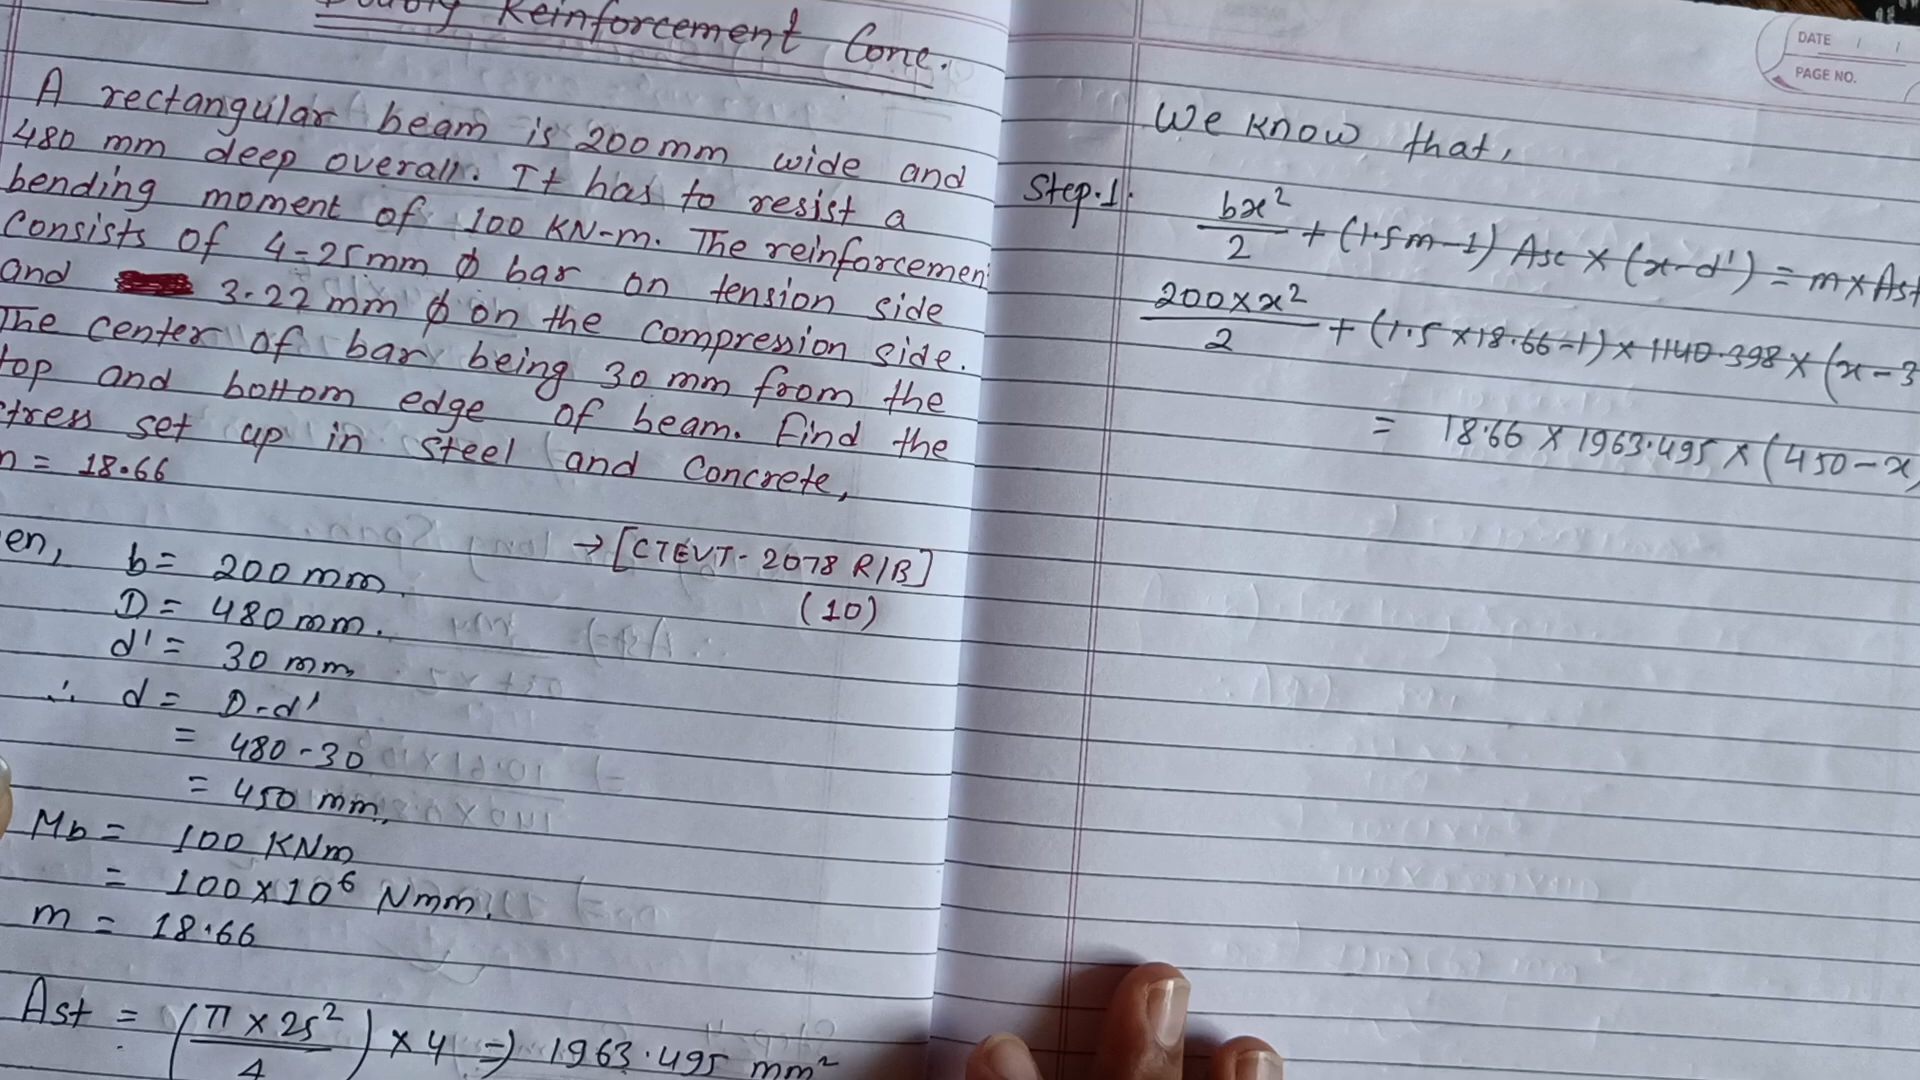 Doubly Reinforcement Conc.
A rectangular beam is 200mm wide and
480 mm deep overall. It has to resist a
bending moment of 100 KN-m. The reinforcemen
consists of 4-25mm ϕ bar on tension side
and 3-22 mm ϕ on the compression side.
The center of bar being 30 mm from the
top and bottom edge of beam. Find the
stress set up in steel and concrete,
m = 18.66
→ [CTEVT- 2078 R/B]
(10)
en, b = 200 mm.
D = 480 mm.
d' = 30 mm
∴ d = D-d'
= 480-30
= 450 mm.
Mb = 100 KNm
= 100×10⁶ Nmm.
m = 18.66
Ast = (π × 25²/4) × 4 ⇒ 1963.495 mm²
DATE / /
PAGE NO.
We know that,
Step.1. bx²/2 + (1.5m-1) Asc × (x-d') = m×Ast
200×x²/2 + (1.5 ×18.66-1) × 1140.398 × (x-3
= 18.66 × 1963.495 × (450-x)